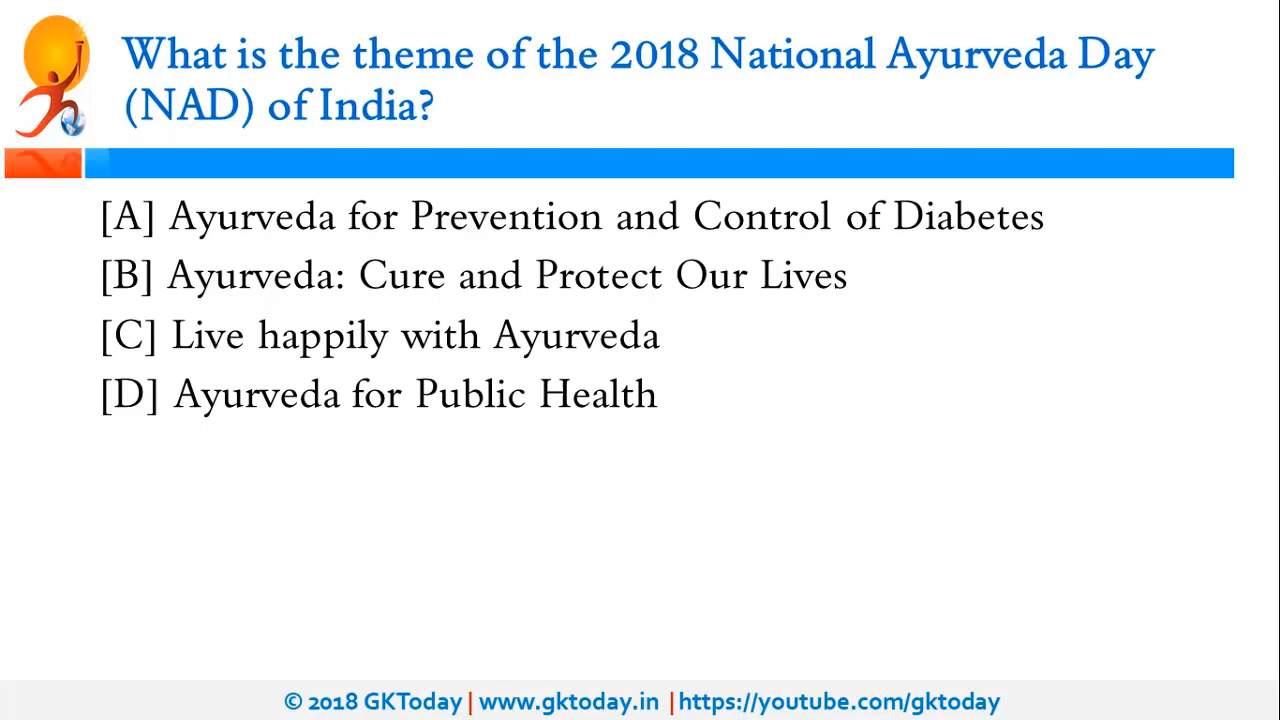 What is the theme of the 2018 National Ayurveda Day
(NAD) of India?
[A] Ayurveda for Prevention and Control of Diabetes
[B] Ayurveda: Cure and Protect Our Lives
[C] Live happily with Ayurveda
[D] Ayurveda for Public Health
© 2018 GKToday | www.gktoday.in | https://youtube.com/gktoday